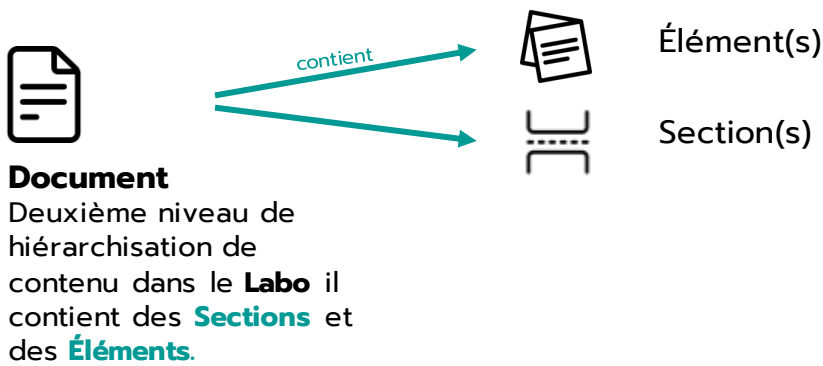 contient
Élément(s)
Section(s)
Document
Deuxième niveau de
hiérarchisation de
contenu dans le Labo il
contient des Sections et
des Éléments.